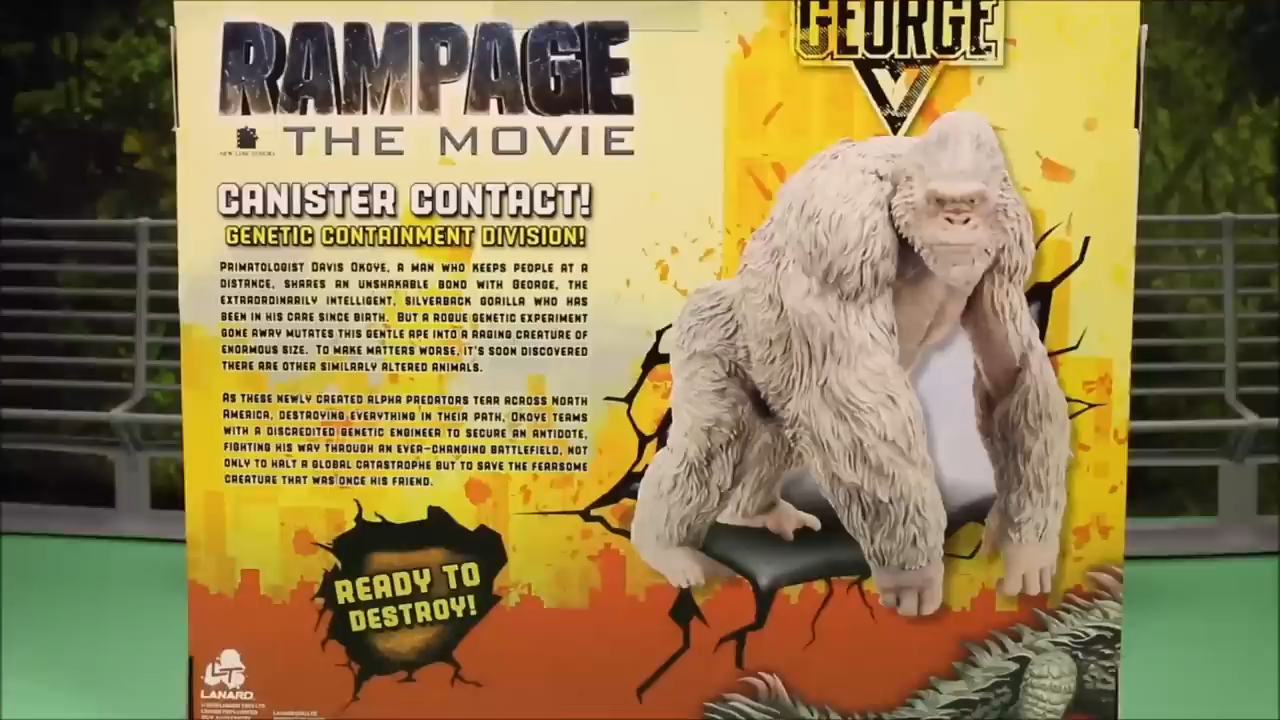 GEORGE
RAMPAGE
THE MOVIE
CANISTER CONTACT!
GENETIC CONTAINMENT DIVISION!
PRIMATOLOGIST DAVIS OKOYE, A MAN WHO KEEPS PEOPLE AT A
DISTANCE, SHARES AN UNSHAKABLE BOND WITH GEORGE, THE
EXTRAORDINARILY INTELLIGENT, SILVERBACK GORILLA WHO HAS
BEEN IN HIS CARE SINCE BIRTH. BUT A ROGUE GENETIC EXPERIMENT
GONE AWAY MUTATES THIS GENTLE APE INTO A RAGING CREATURE OF
ENORMOUS SIZE. TO MAKE MATTERS WORSE, IT'S SOON DISCOVERED
THERE ARE OTHER SIMILARLY ALTERED ANIMALS.
AS THESE NEWLY CREATED ALPHA PREDATORS TEAR ACROSS NORTH
AMERICA, DESTROYING EVERYTHING IN THEIR PATH, OKOYE TEAMS
WITH A DISCREDITED GENETIC ENGINEER TO SECURE AN ANTIDOTE,
FIGHTING HIS WAY THROUGH AN EVER-CHANGING BATTLEFIELD, NOT
ONLY TO HALT A GLOBAL CATASTROPHE BUT TO SAVE THE FEARSOME
CREATURE THAT WAS ONCE HIS FRIEND.
READY TO
DESTROY!
LANARD